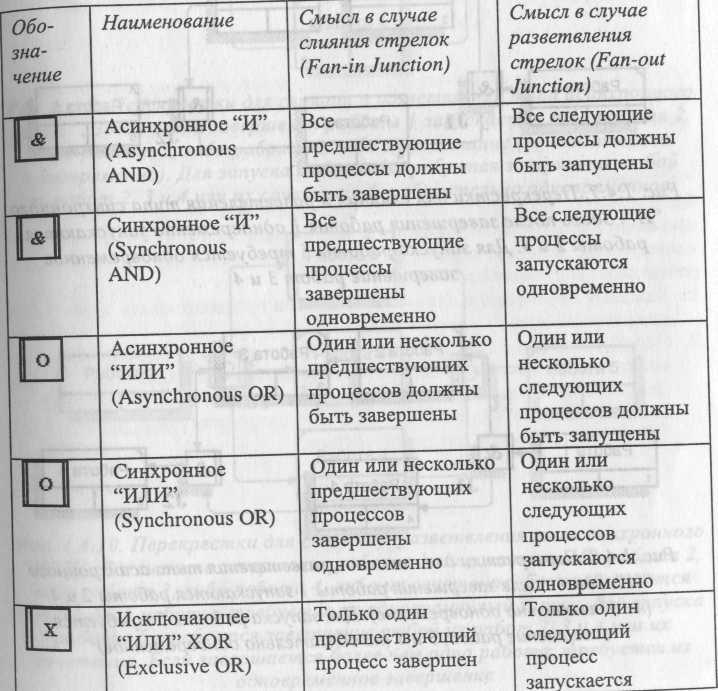 Обо-
зна-
чение
Наименование
Смысл в случае
слияния стрелок
(Fan-in Junction)
Смысл в случае
разветвления
стрелок (Fan-out
Junction)
&
Асинхронное “И”
(Asynchronous
AND)
Все
предшествующие
процессы должны
быть завершены
Все следующие
процессы должны
быть запущены
&
Синхронное “И”
(Synchronous
AND)
Все
предшествующие
процессы
завершены
одновременно
Все следующие
процессы
запускаются
одновременно
O
Асинхронное
“ИЛИ”
(Asynchronous OR)
Один или несколько
предшествующих
процессов должны
быть завершены
Один или
несколько
следующих
процессов должны
быть запущены
O
Синхронное
“ИЛИ”
(Synchronous OR)
Один или несколько
предшествующих
процессов
завершены
одновременно
Один или
несколько
следующих
процессов
запускаются
одновременно
X
Исключающее
“ИЛИ” XOR
(Exclusive OR)
Только один
предшествующий
процесс завершен
Только один
следующий
процесс
запускается